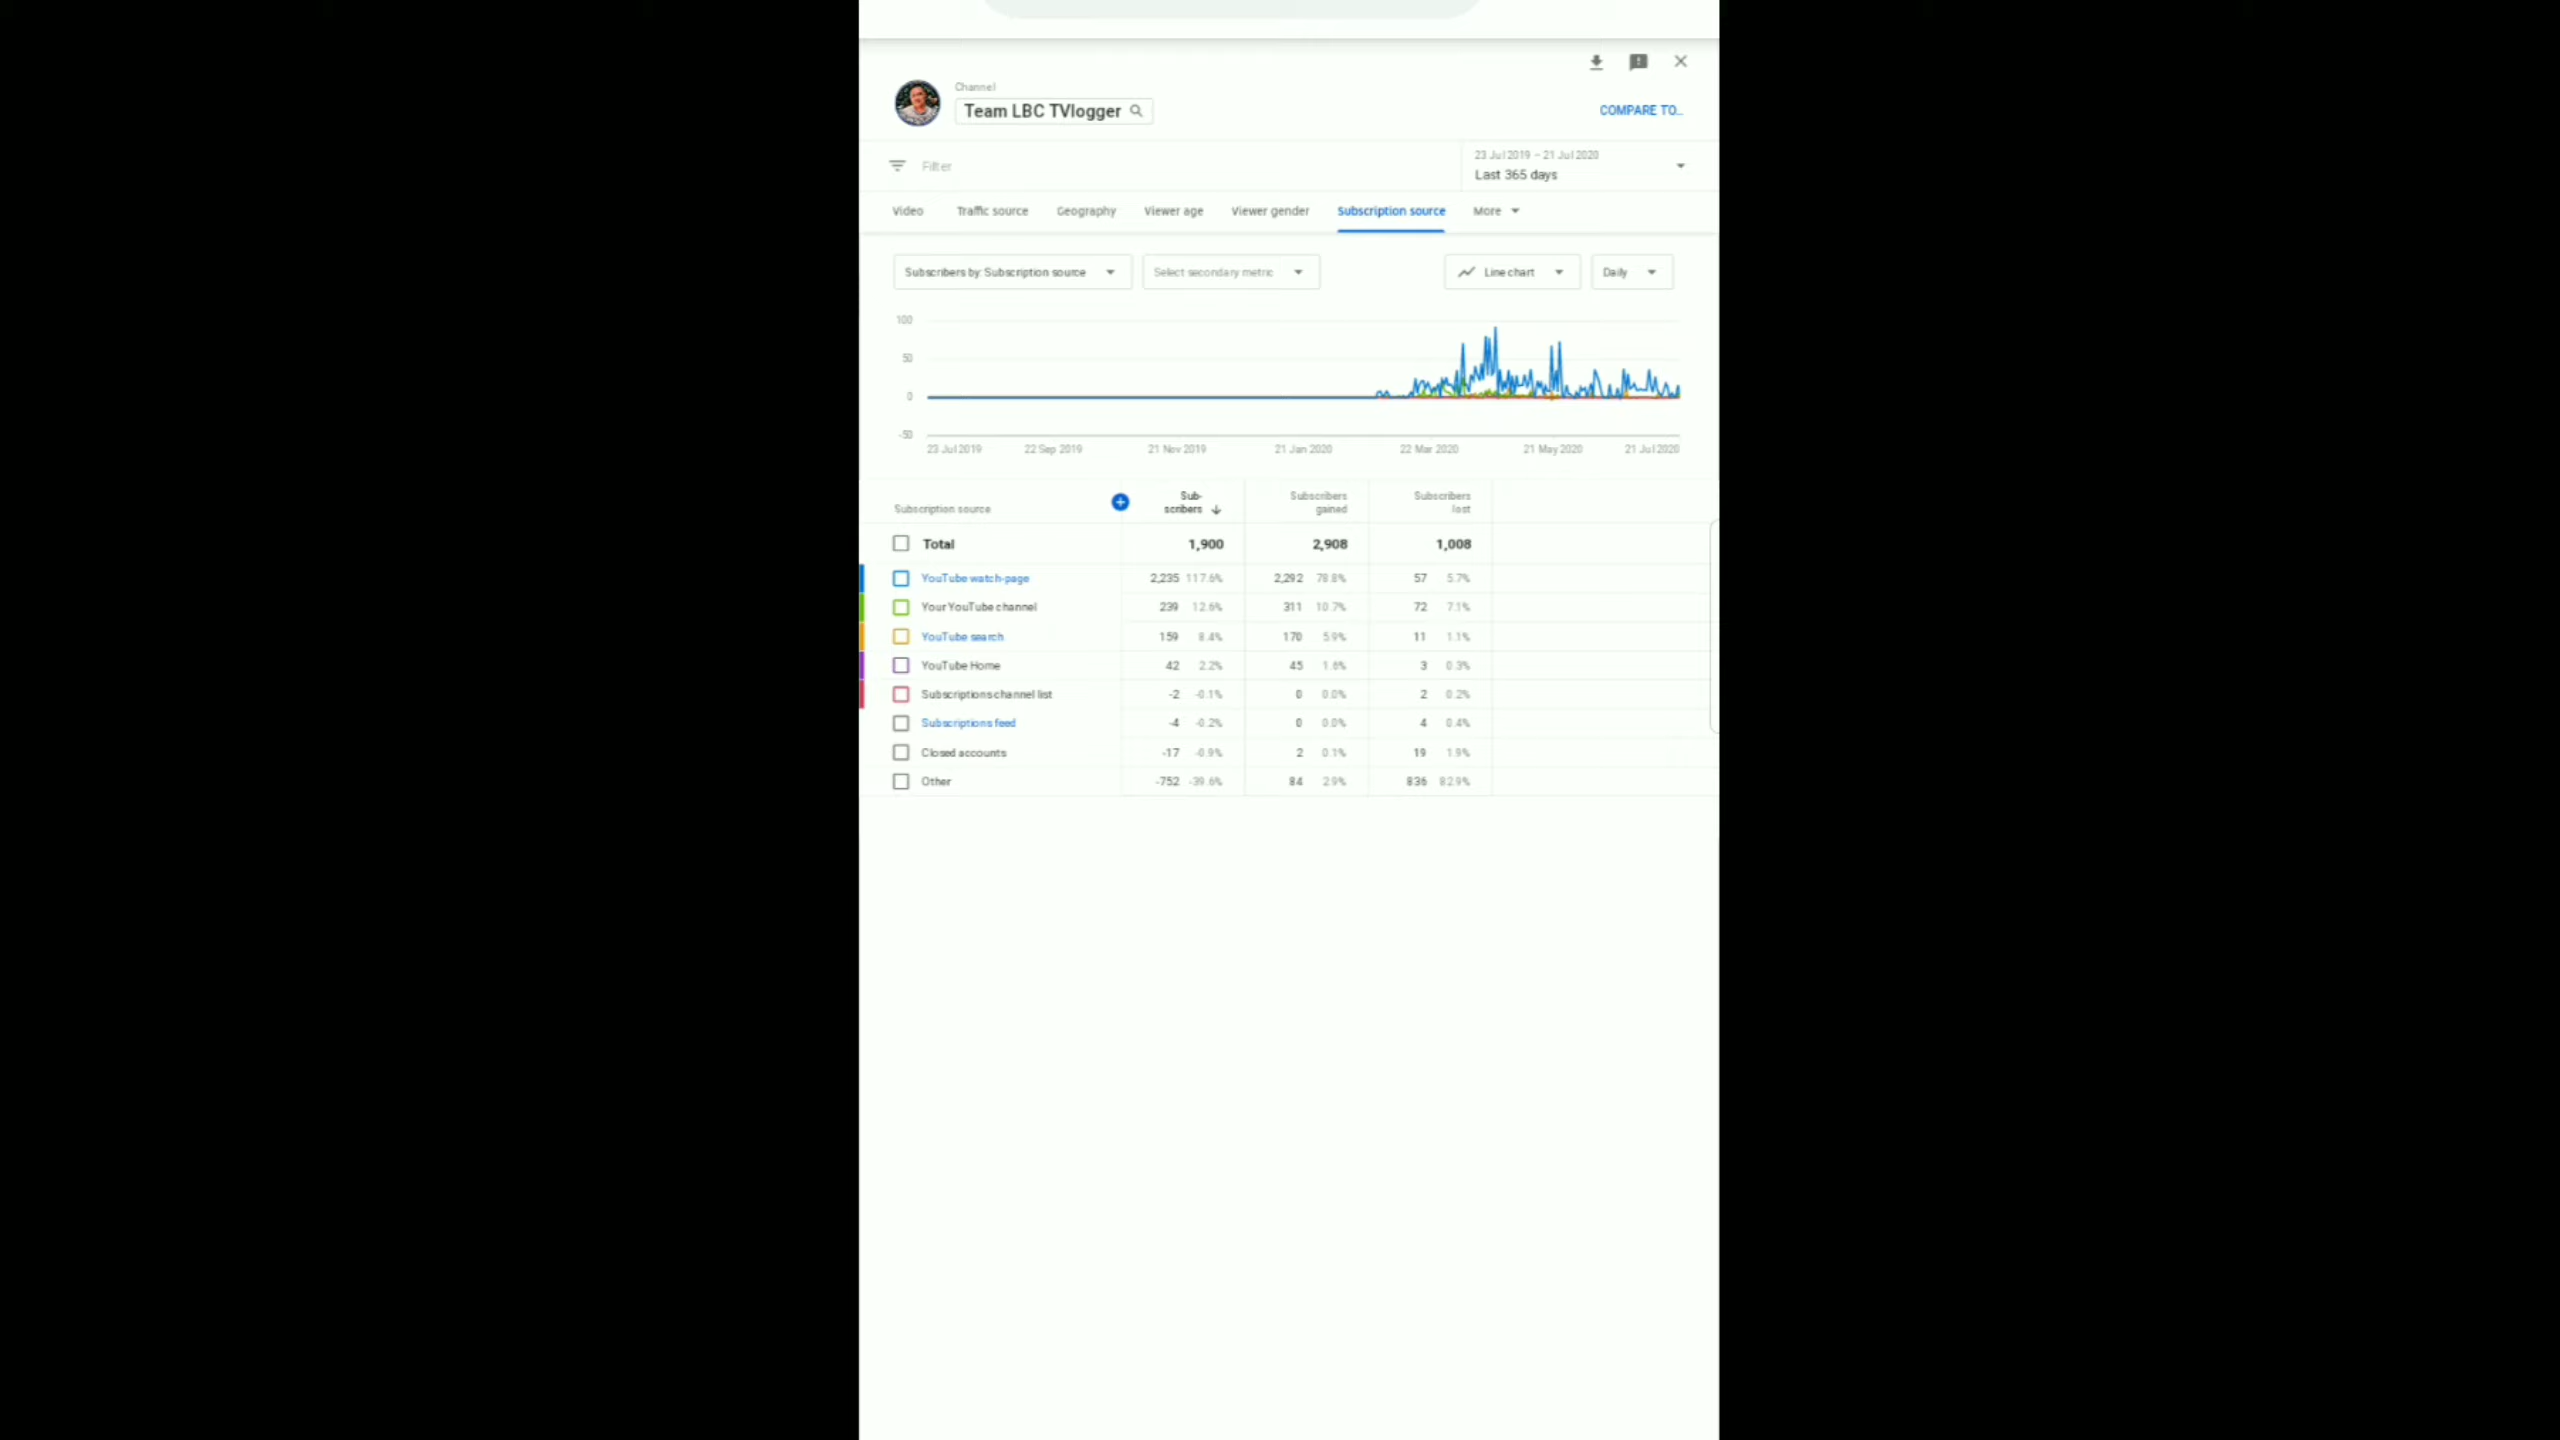 Channel
Team LBC TVlogger
COMPARE TO...
Filter
23 Jul 2019 – 21 Jul 2020
Last 365 days
Video Traffic source Geography Viewer age Viewer gender Subscription source More
Subscribers by: Subscription source Select secondary metric Line chart Daily
100
50
0
-50
23 Jul 2019 22 Sep 2019 21 Nov 2019 21 Jan 2020 22 Mar 2020 21 May 2020 21 Jul 2020
Subscription source Sub-scribers Subscribers gained Subscribers lost
Total 1,900 2,908 1,008
YouTube watch-page 2,235 117.6% 2,292 78.8% 57 5.7%
Your YouTube channel 239 12.6% 311 10.7% 72 7.1%
YouTube search 159 8.4% 170 5.9% 11 1.1%
YouTube Home 42 2.2% 45 1.6% 3 0.3%
Subscriptions channel list -2 -0.1% 0 0.0% 2 0.2%
Subscriptions feed -4 -0.2% 0 0.0% 4 0.4%
Closed accounts -17 -0.9% 2 0.1% 19 1.9%
Other -752 -39.6% 84 2.9% 836 82.9%